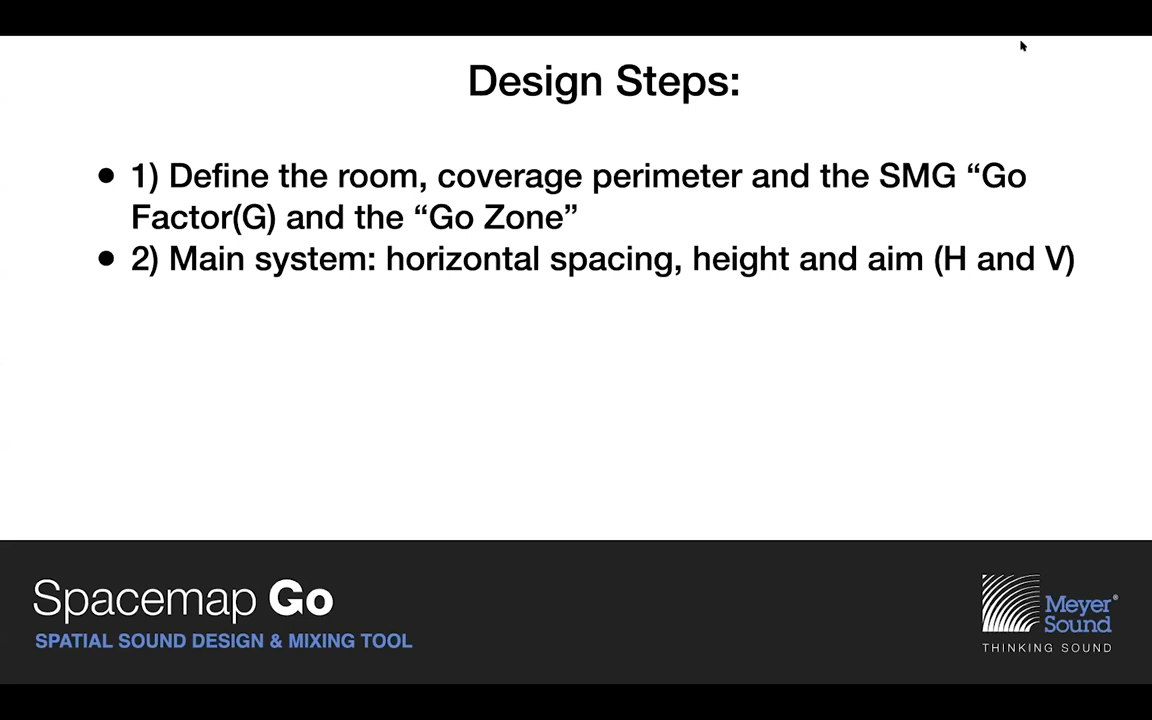 Design Steps:
• 1) Define the room, coverage perimeter and the SMG “Go
Factor(G) and the “Go Zone”
• 2) Main system: horizontal spacing, height and aim (H and V)
Spacemap Go
SPATIAL SOUND DESIGN & MIXING TOOL
Meyer®
Sound
THINKING SOUND